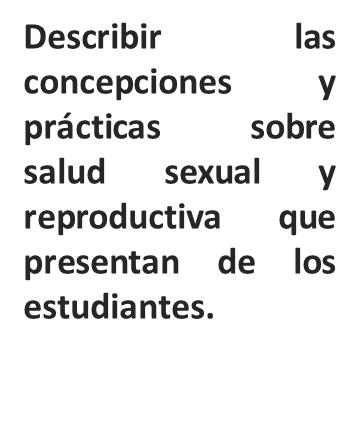 Describir las
concepciones y
prácticas sobre
salud sexual y
reproductiva que
presentan de los
estudiantes.